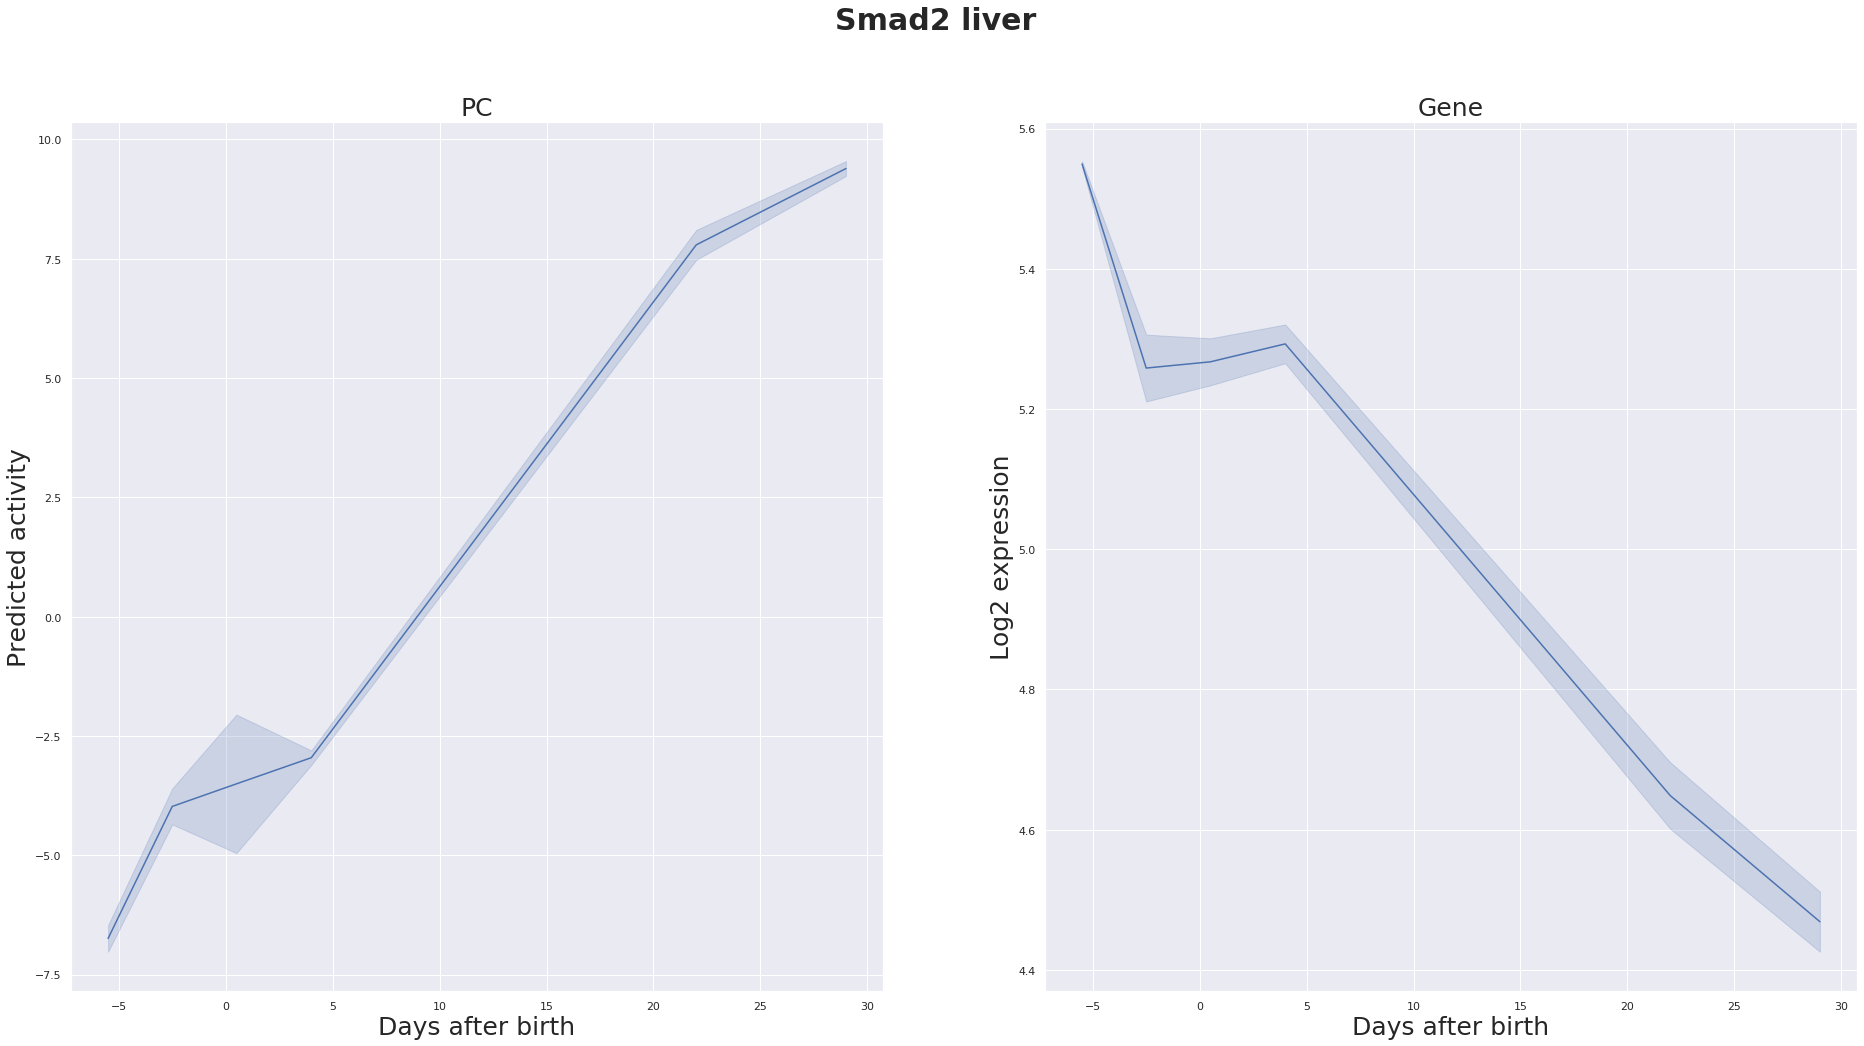 Smad2 liver
PC
10.0
7.5
5.0
2.5
0.0
−2.5
−5.0
−7.5
Predicted activity
−5 0 5 10 15 20 25 30
Days after birth
Gene
5.6
5.4
5.2
5.0
4.8
4.6
4.4
Log2 expression
−5 0 5 10 15 20 25 30
Days after birth